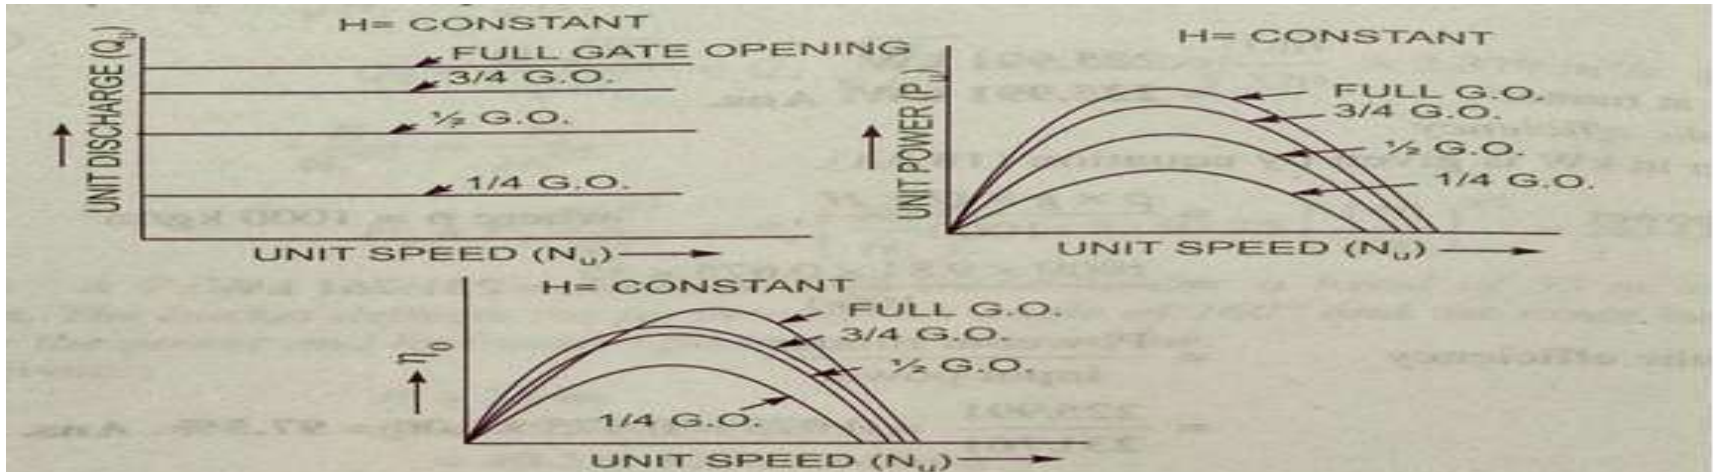 H= CONSTANT
UNIT DISCHARGE (Qu)
FULL GATE OPENING
3/4 G.O.
½ G.O.
1/4 G.O.
UNIT SPEED (Nu)
H= CONSTANT
UNIT POWER (Pu)
FULL G.O.
3/4 G.O.
½ G.O.
1/4 G.O.
UNIT SPEED (Nu)
H= CONSTANT
ηo
FULL G.O.
3/4 G.O.
½ G.O.
1/4 G.O.
UNIT SPEED (Nu)